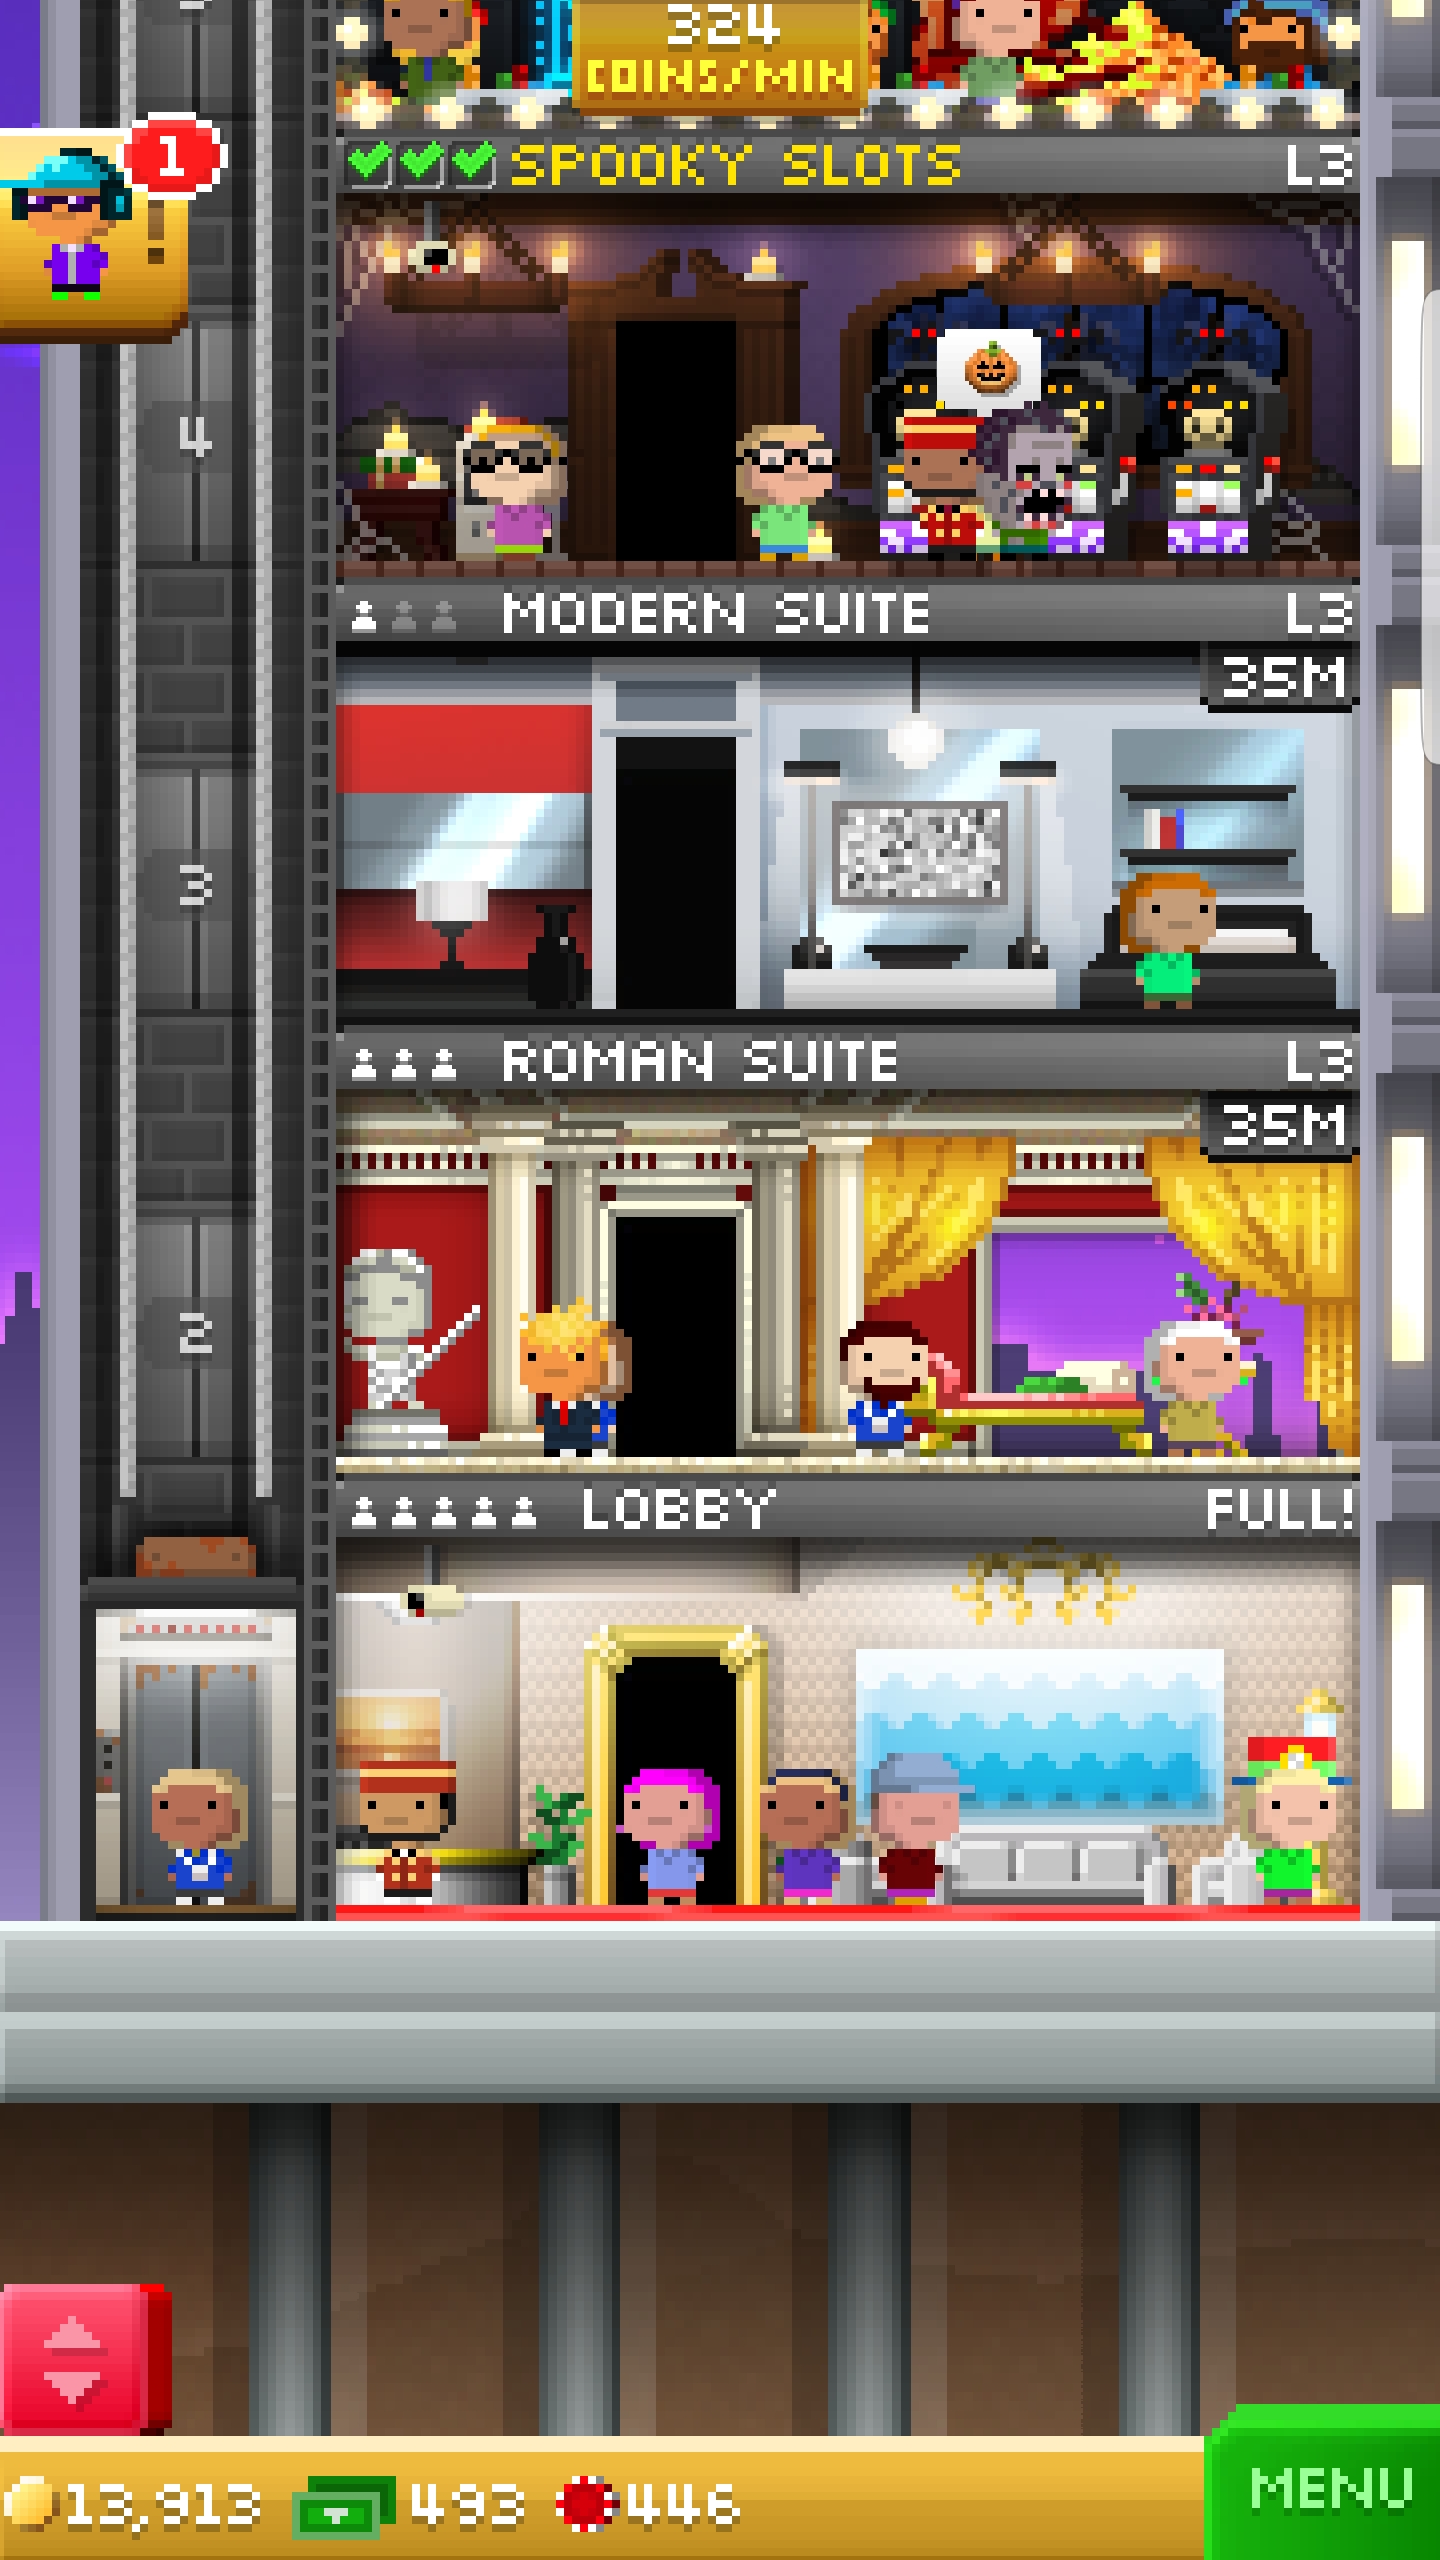 324
COINS/MIN
1
SPOOKY SLOTS L3
4
MODERN SUITE L3
35M
3
ROMAN SUITE L3
35M
2
LOBBY FULL!
13,913 493 446
MENU